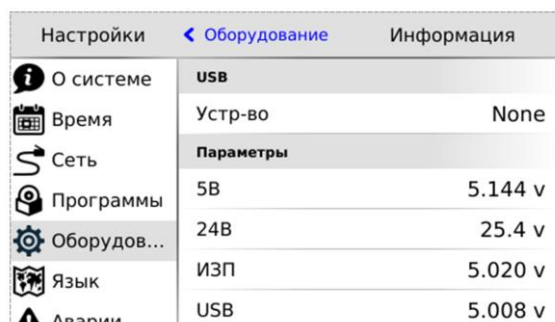 Настройки
Оборудование
Информация
О системе
Время
Сеть
Программы
Оборудов...
Язык
Аварии
USB
Устр-во None
Параметры
5В 5.144 v
24В 25.4 v
ИЗП 5.020 v
USB 5.008 v